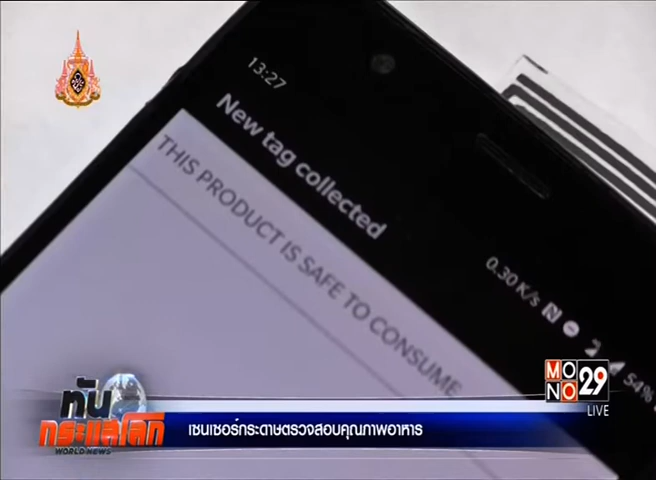 13:27
New tag collected
0.30 K/s
54%
THIS PRODUCT IS SAFE TO CONSUME
MONO
29
LIVE
ทันกระแสโลก
WORLD NEWS
เซนเซอร์กระดาษตรวจสอบคุณภาพอาหาร